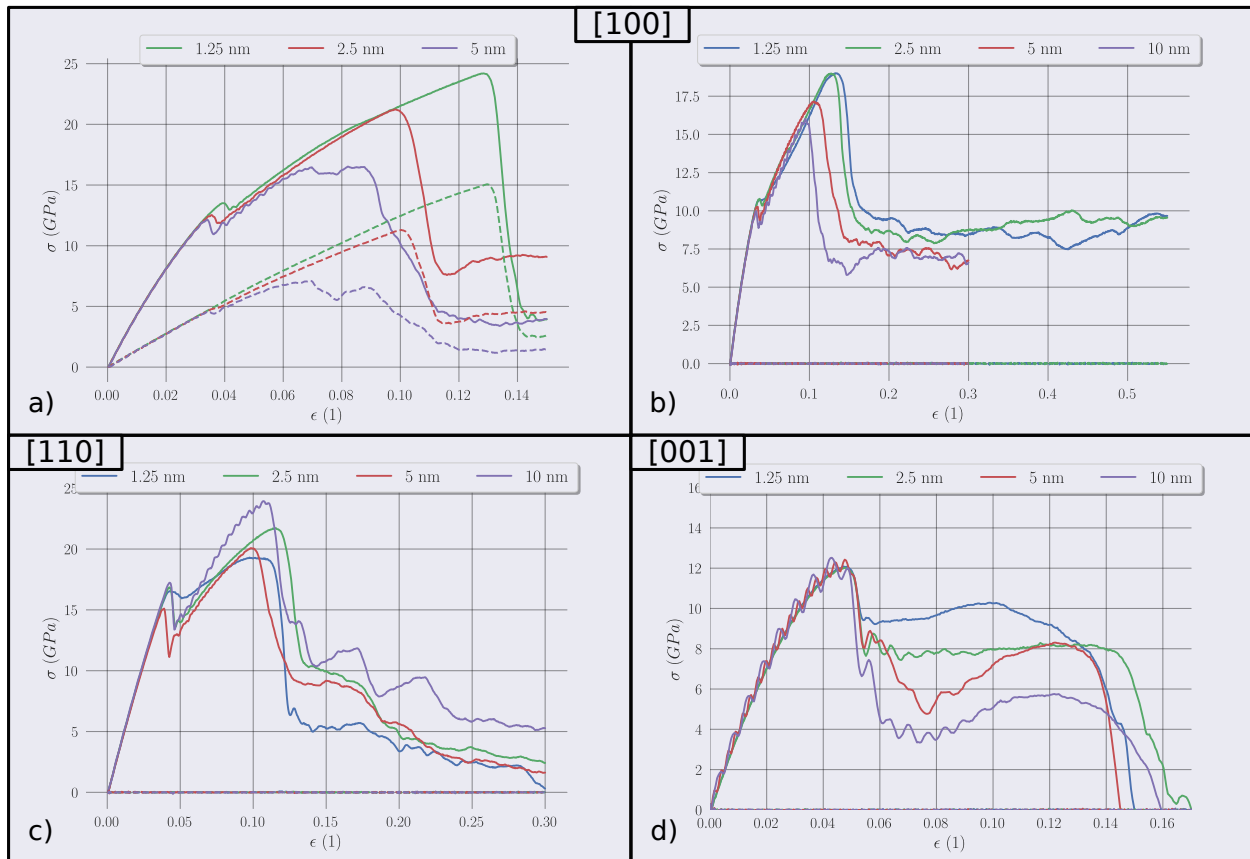 [100]
1.25 nm 2.5 nm 5 nm
25
20
15
10
5
0
σ (GPa)
0.00 0.02 0.04 0.06 0.08 0.10 0.12 0.14
ϵ (1)
a)
1.25 nm 2.5 nm 5 nm 10 nm
17.5
15.0
12.5
10.0
7.5
5.0
2.5
0.0
σ (GPa)
0.0 0.1 0.2 0.3 0.4 0.5
ϵ (1)
b)
[110]
1.25 nm 2.5 nm 5 nm 10 nm
25
20
15
10
5
0
σ (GPa)
0.00 0.05 0.10 0.15 0.20 0.25 0.30
ϵ (1)
c)
[001]
1.25 nm 2.5 nm 5 nm 10 nm
16
14
12
10
8
6
4
2
0
σ (GPa)
0.00 0.02 0.04 0.06 0.08 0.10 0.12 0.14 0.16
ϵ (1)
d)